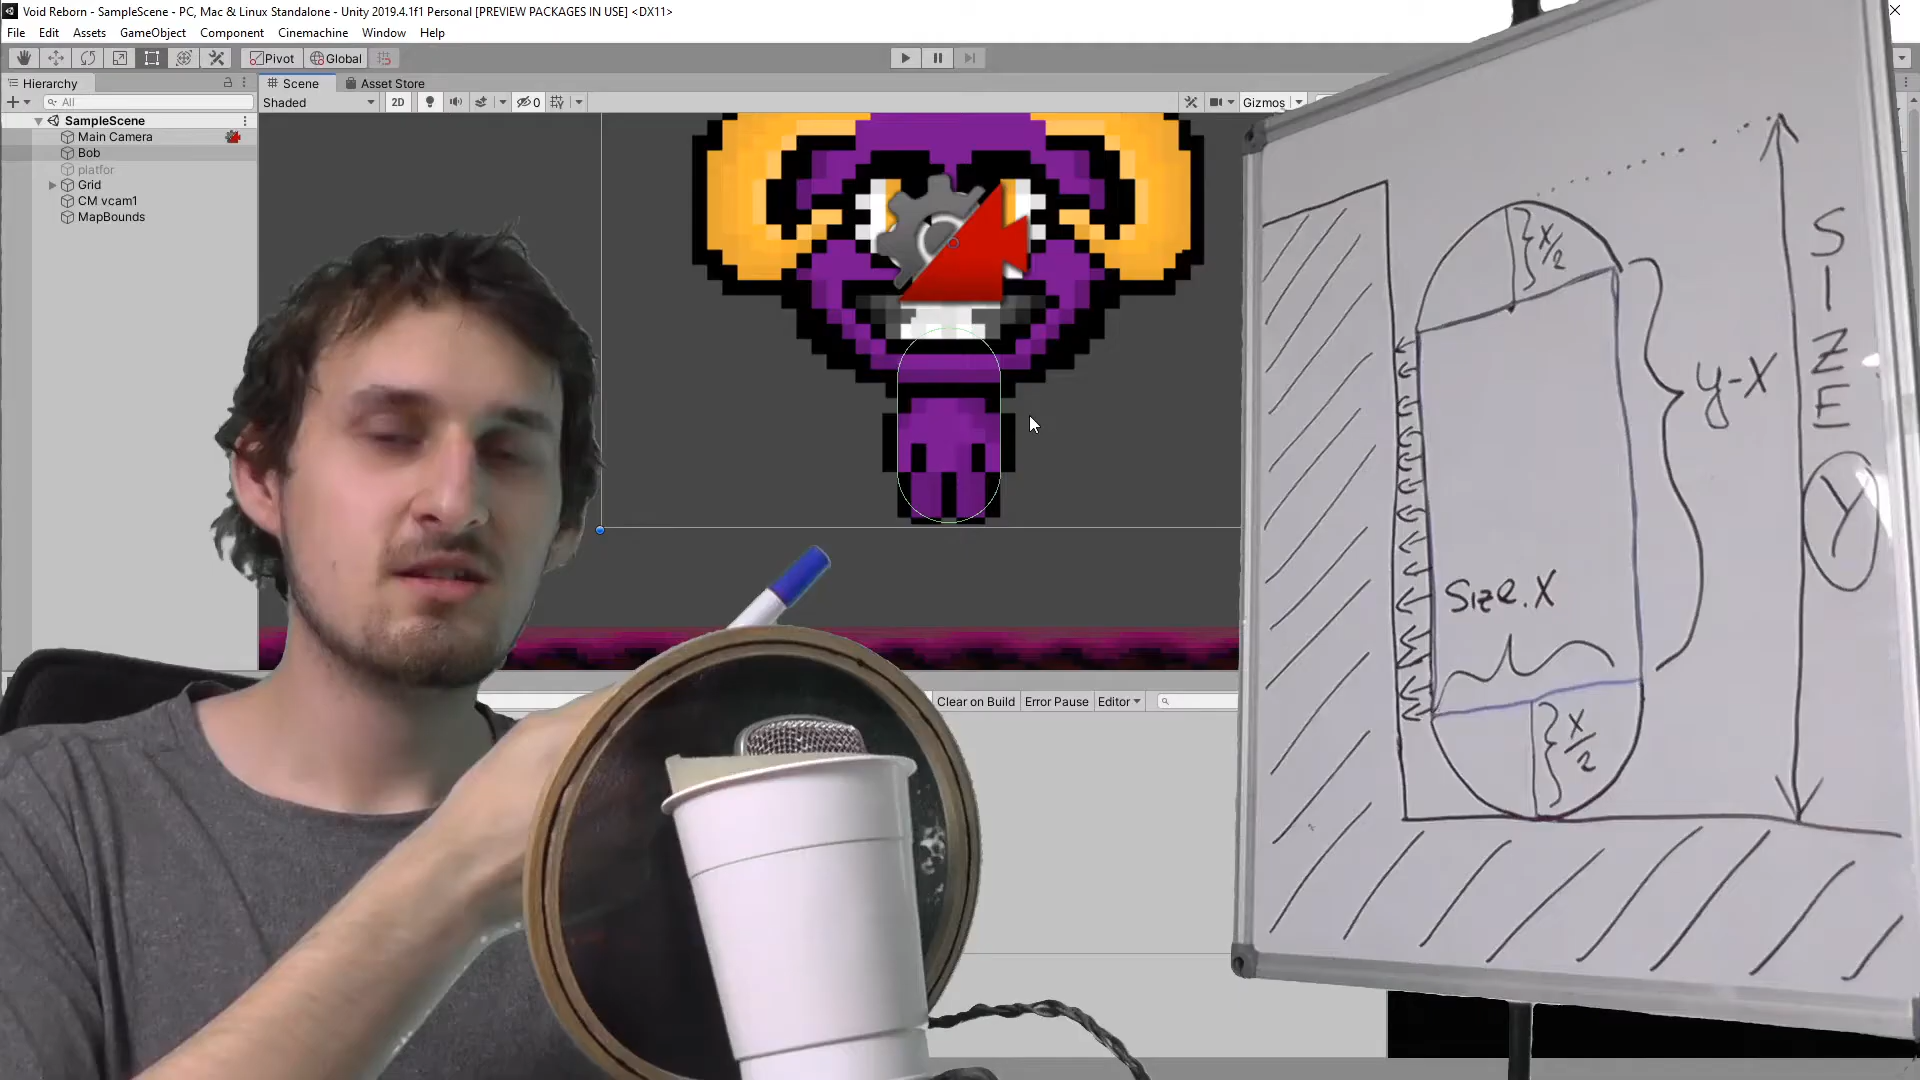 Void Reborn - SampleScene - PC, Mac & Linux Standalone - Unity 2019.4.1f1 Personal [PREVIEW PACKAGES IN USE] <DX11>
File Edit Assets GameObject Component Cinemachine Window Help
Pivot Global
Hierarchy
Scene Asset Store
All
Shaded 2D 0 Gizmos
SampleScene
Main Camera
Bob
platfor
Grid
CM vcam1
MapBounds
Clear on Build Error Pause Editor
x/2
y-x
SIZE
Y
Size.X
x/2